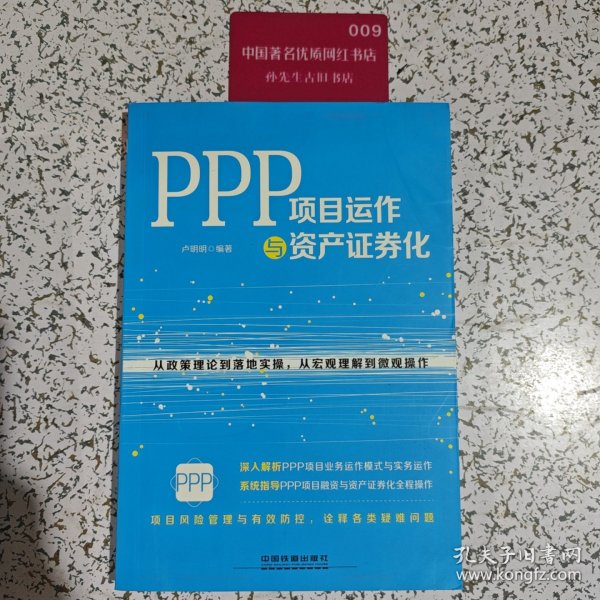 009
中国著名优质网红书店
孙先生古旧书店
PPP项目运作
与资产证券化
卢明明◎编著
从政策理论到落地实操，从宏观理解到微观操作
深入解析PPP项目业务运作模式与实务运作
PPP
系统指导PPP项目融资与资产证券化全程操作
项目风险管理与有效防控，诠释各类疑难问题
中国铁道出版社
孔夫子旧书网
www.kongfz.com